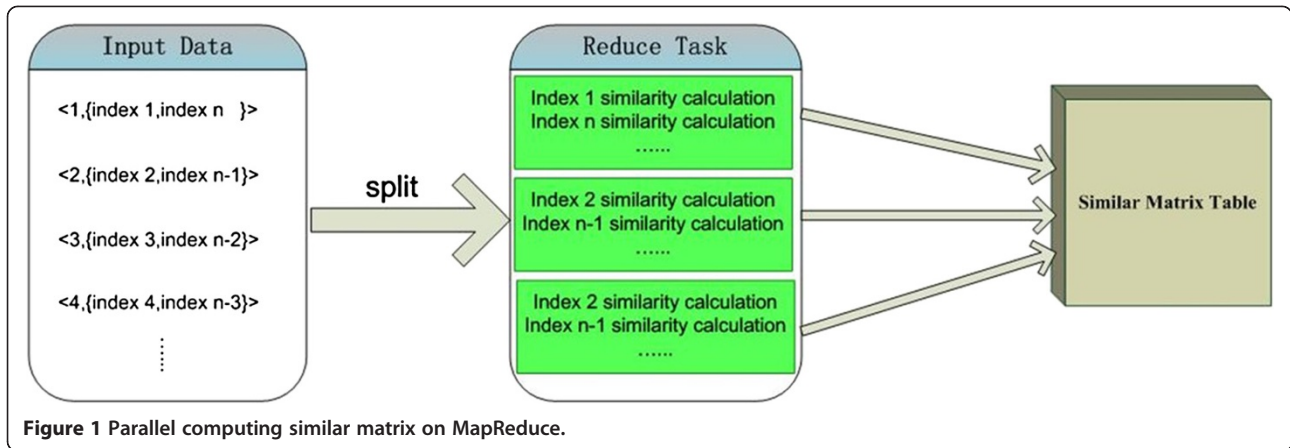 Input Data
<1,{index 1,index n }>
<2,{index 2,index n-1}>
<3,{index 3,index n-2}>
<4,{index 4,index n-3}>
......
split
Reduce Task
Index 1 similarity calculation
Index n similarity calculation
......
Index 2 similarity calculation
Index n-1 similarity calculation
......
Index 2 similarity calculation
Index n-1 similarity calculation
......
Similar Matrix Table
Figure 1 Parallel computing similar matrix on MapReduce.